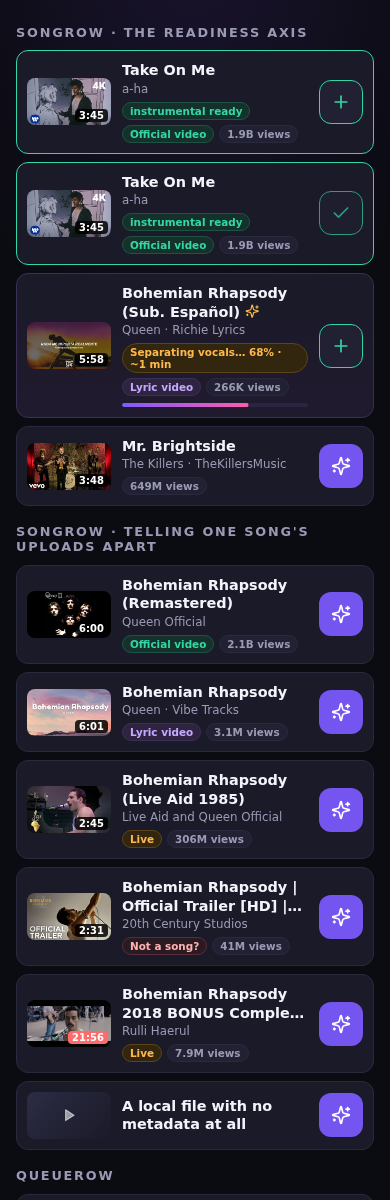 SONGROW · THE READINESS AXIS
4K
3:45
Take On Me
a-ha
instrumental ready
Official video
1.9B views
4K
3:45
Take On Me
a-ha
instrumental ready
Official video
1.9B views
5:58
Bohemian Rhapsody
(Sub. Español)
Queen · Richie Lyrics
Separating vocals… 68% ·
~1 min
Lyric video
266K views
vevo
3:48
Mr. Brightside
The Killers · TheKillersMusic
649M views
SONGROW · TELLING ONE SONG'S
UPLOADS APART
6:00
Bohemian Rhapsody
(Remastered)
Queen Official
Official video
2.1B views
Bohemian Rhapsody
6:01
Bohemian Rhapsody
Queen · Vibe Tracks
Lyric video
3.1M views
2:45
Bohemian Rhapsody
(Live Aid 1985)
Live Aid and Queen Official
Live
306M views
OFFICIAL
TRAILER
2:31
Bohemian Rhapsody |
Official Trailer [HD] |…
20th Century Studios
Not a song?
41M views
21:56
Bohemian Rhapsody
2018 BONUS Comple…
Rulli Haerul
Live
7.9M views
A local file with no
metadata at all
QUEUEROW